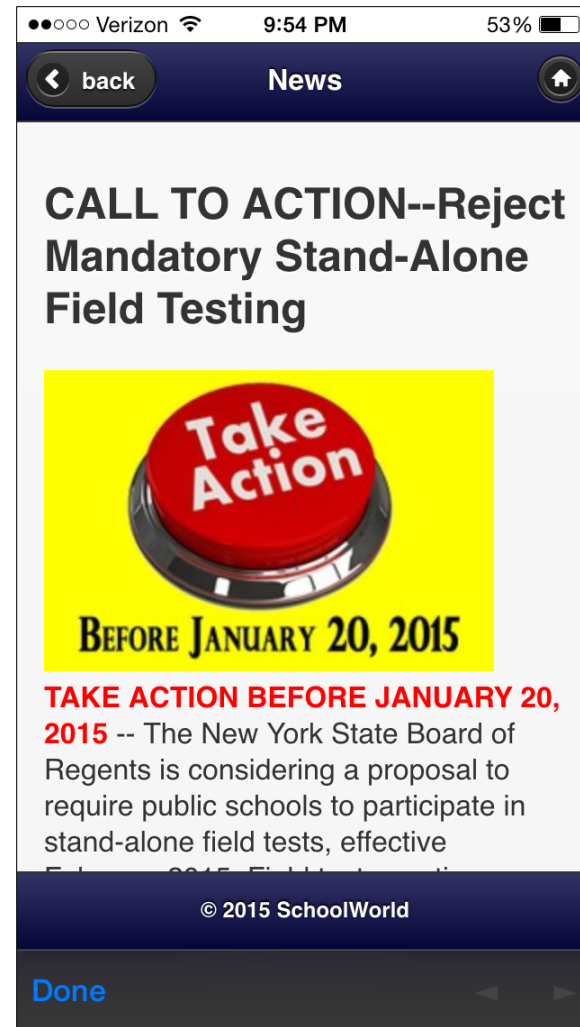 Verizon 9:54 PM 53%
back News
CALL TO ACTION--Reject
Mandatory Stand-Alone
Field Testing
Take
Action
BEFORE JANUARY 20, 2015
TAKE ACTION BEFORE JANUARY 20,
2015 -- The New York State Board of
Regents is considering a proposal to
require public schools to participate in
stand-alone field tests, effective
© 2015 SchoolWorld
Done